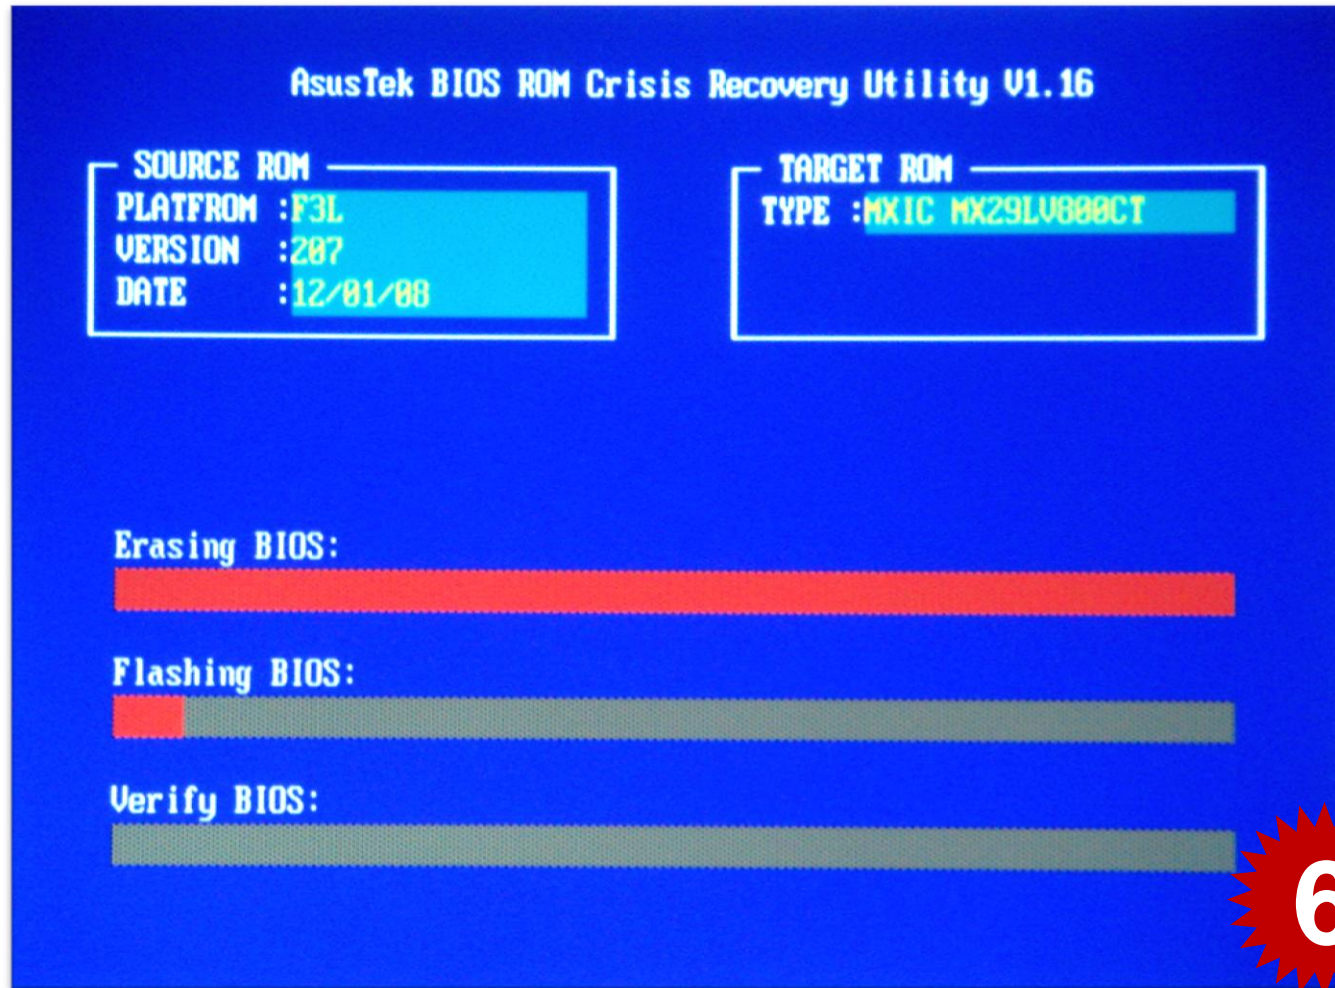 AsusTek BIOS ROM Crisis Recovery Utility V1.16
SOURCE ROM
PLATFROM :F3L
VERSION :207
DATE :12/01/08
TARGET ROM
TYPE :MXIC MX29LV800CT
Erasing BIOS:
Flashing BIOS:
Verify BIOS:
6